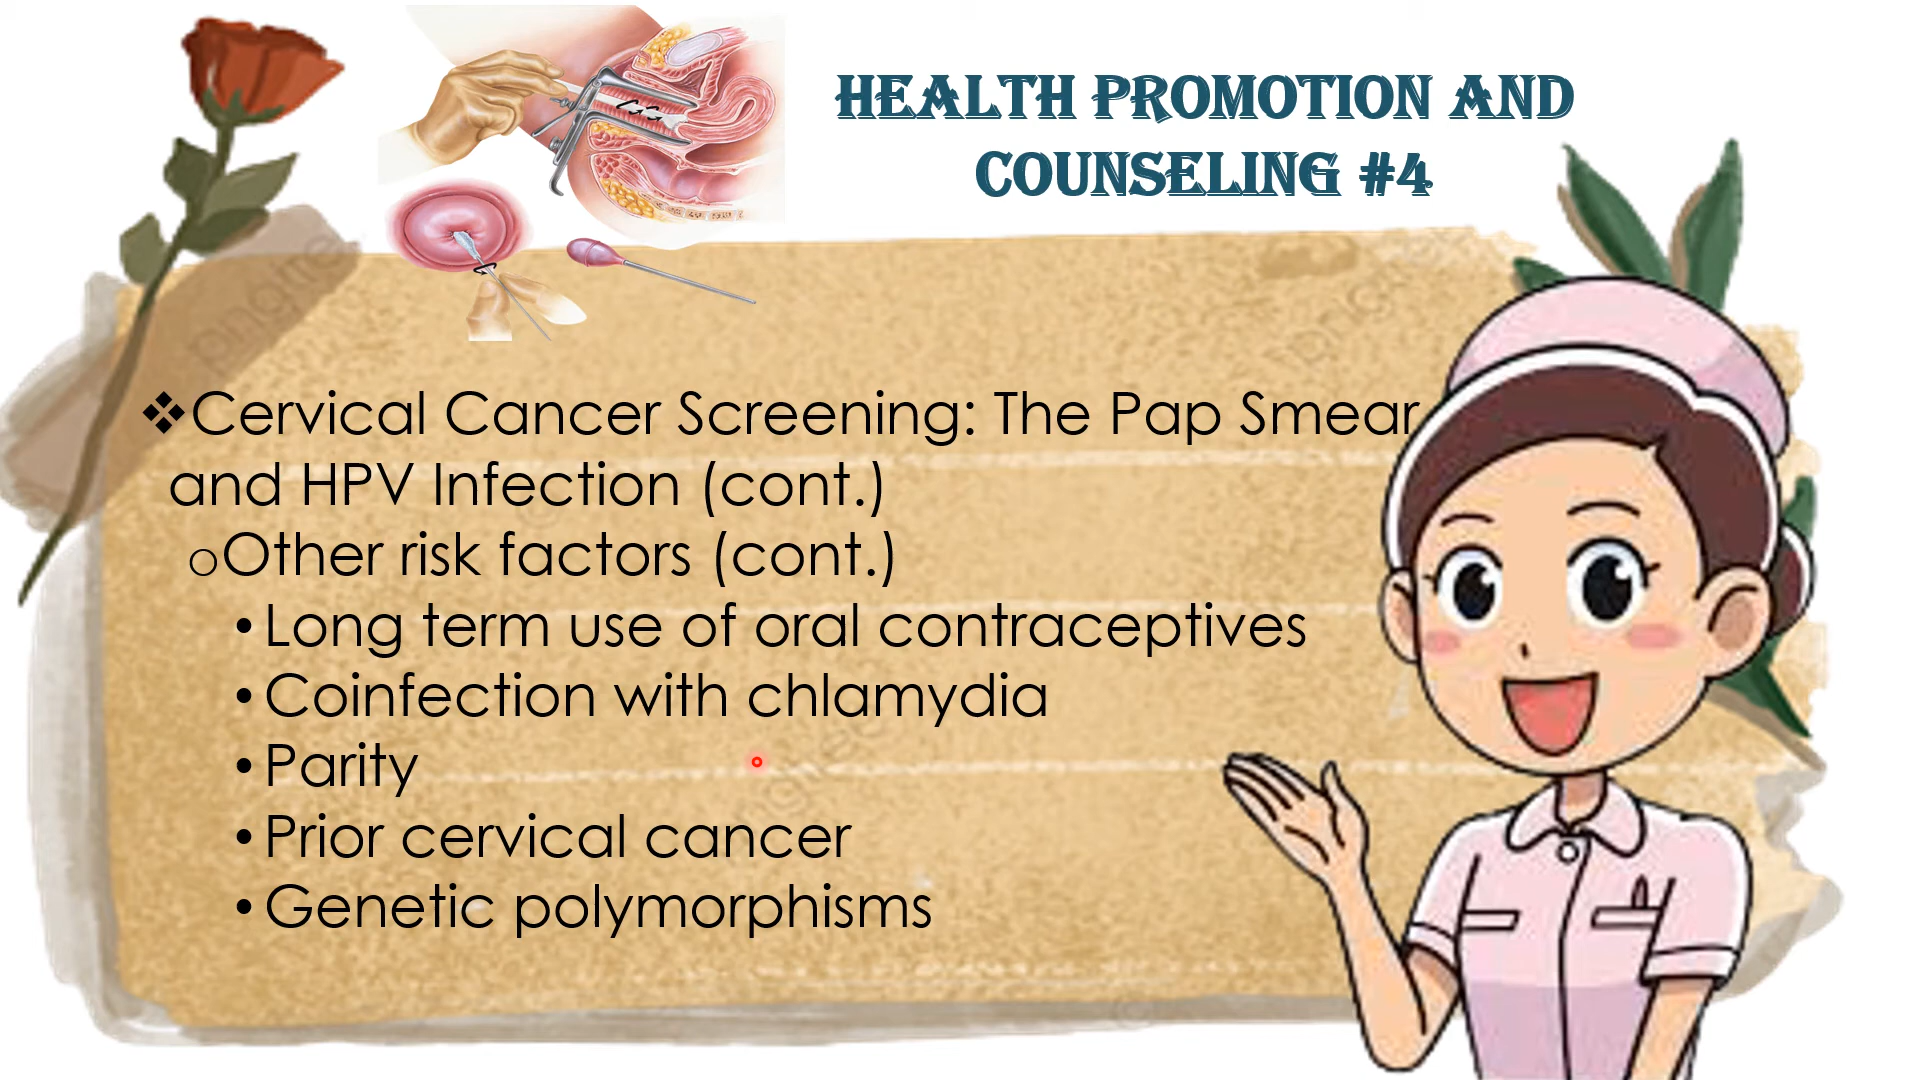 HEALTH PROMOTION AND
COUNSELING #4
❖Cervical Cancer Screening: The Pap Smear
and HPV Infection (cont.)
oOther risk factors (cont.)
•Long term use of oral contraceptives
•Coinfection with chlamydia
•Parity
•Prior cervical cancer
•Genetic polymorphisms